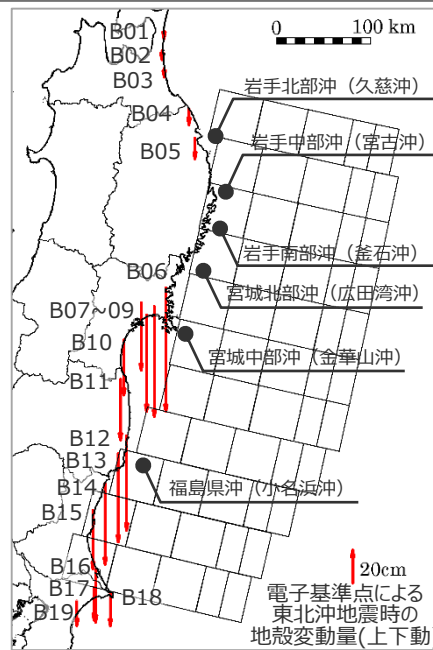 B01
B02
B03
100 km
岩手北部沖（久慈沖）
B04
岩手中部沖（宮古沖）
B05
岩手南部沖（釜石沖）
B06
宮城北部沖（広田湾沖）
B07~09
B10
宮城中部沖（金華山沖）
B11
B12
B13
B14
福島県沖（小名浜沖）
B15
B16
B17
B18
B19
20cm
電子基準点による
東北沖地震時の
地殻変動量(上下動)